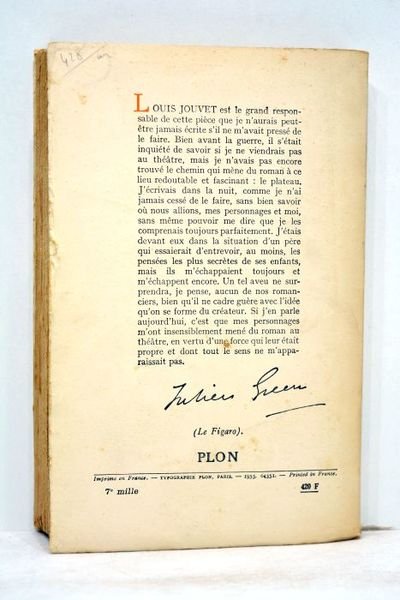 428
LOUIS JOUVET est le grand respon-
sable de cette pièce que je n'aurais peut-
être jamais écrite s'il ne m'avait pressé de
le faire. Bien avant la guerre, il s'était
inquiété de savoir si je ne viendrais pas
au théâtre, mais je n'avais pas encore
trouvé le chemin qui mène du roman à ce
lieu redoutable et fascinant : le plateau.
J'écrivais dans la nuit, comme je n'ai
jamais cessé de le faire, sans bien savoir
où nous allions, mes personnages et moi,
sans même pouvoir me dire que je les
comprenais toujours parfaitement. J'étais
devant eux dans la situation d'un père
qui essaierait d'entrevoir, au moins, les
pensées les plus secrètes de ses enfants,
mais ils m'échappaient toujours et
m'échappent encore. Un tel aveu ne sur-
prendra, je pense, aucun de nos roman-
ciers, bien qu'il ne cadre guère avec l'idée
qu'on se forme du créateur. Si j'en parle
aujourd'hui, c'est que mes personnages
m'ont insensiblement mené du roman au
théâtre, en vertu d'une force qui leur était
propre et dont tout le sens ne m'appa-
raissait pas.
Julien Green
(Le Figaro).
PLON
Imprimé en France. — TYPOGRAPHIE PLON, PARIS. — 1953. 64351. — Printed in France.
7e mille 420 F